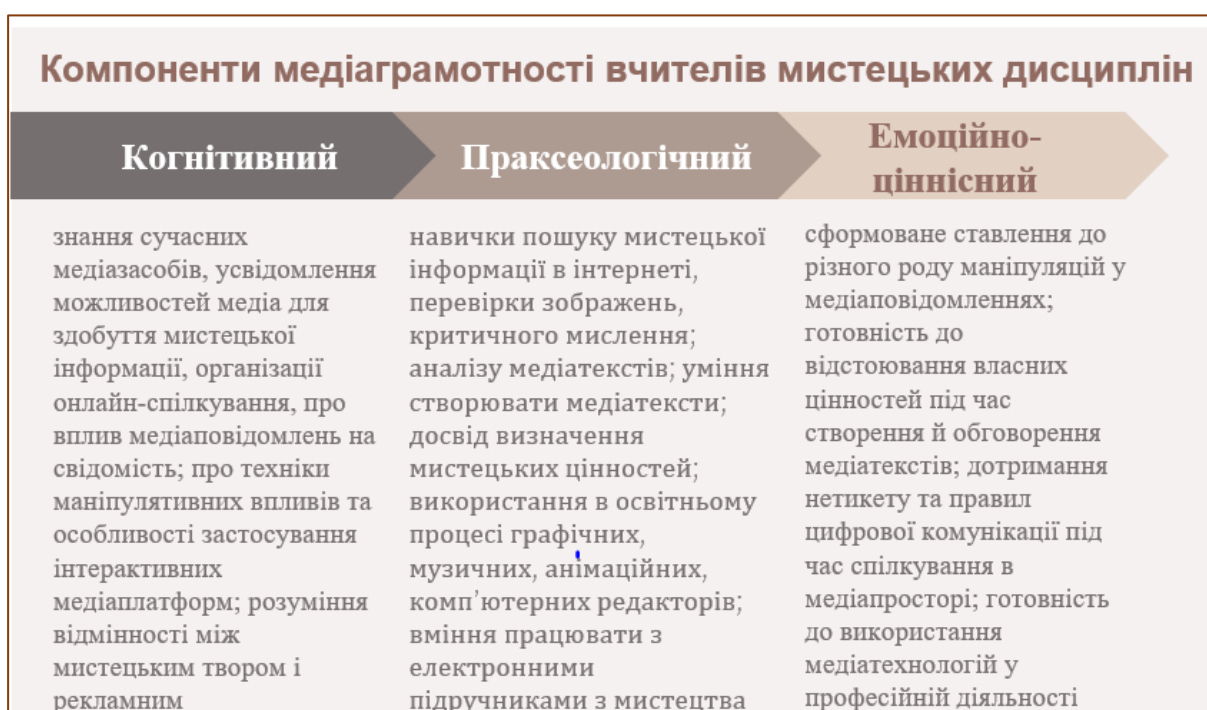 Компоненти медіаграмотності вчителів мистецьких дисциплін
Когнітивний
знання сучасних
медіазасобів, усвідомлення
можливостей медіа для
здобуття мистецької
інформації, організації
онлайн-спілкування, про
вплив медіаповідомлень на
свідомість; про техніки
маніпулятивних впливів та
особливості застосування
інтерактивних
медіаплатформ; розуміння
відмінності між
мистецьким твором і
рекламним
Праксеологічний
навички пошуку мистецької
інформації в інтернеті,
перевірки зображень,
критичного мислення;
аналізу медіатекстів; уміння
створювати медіатексти;
досвід визначення
мистецьких цінностей;
використання в освітньому
процесі графічних,
музичних, анімаційних,
комп’ютерних редакторів;
вміння працювати з
електронними
підручниками з мистецтва
Емоційно-
ціннісний
сформоване ставлення до
різного роду маніпуляцій у
медіаповідомленнях;
готовність до
відстоювання власних
цінностей під час
створення й обговорення
медіатекстів; дотримання
нетикету та правил
цифрової комунікації під
час спілкування в
медіапросторі; готовність
до використання
медіатехнологій у
професійній діяльності